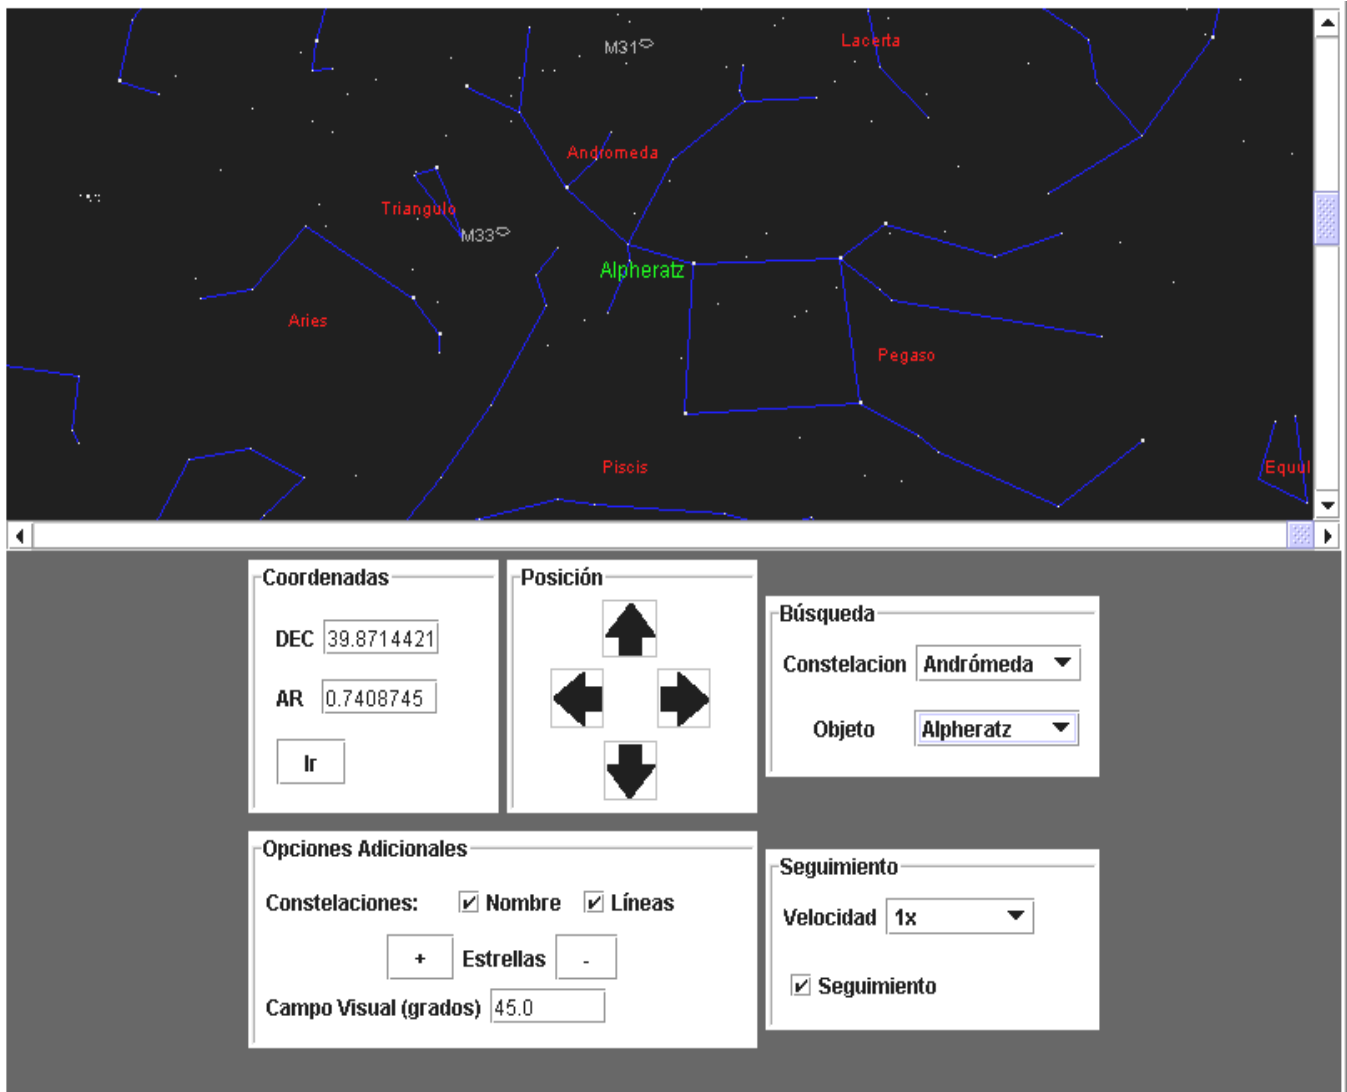 M31
Lacerta
Andromeda
Triangulo
M33
Alpheratz
Aries
Pegaso
Piscis
Equul
Coordenadas
DEC 39.8714421
AR 0.7408745
Ir
Posición
Búsqueda
Constelacion Andrómeda
Objeto Alpheratz
Opciones Adicionales
Constelaciones: Nombre Líneas
+ Estrellas -
Campo Visual (grados) 45.0
Seguimiento
Velocidad 1x
Seguimiento